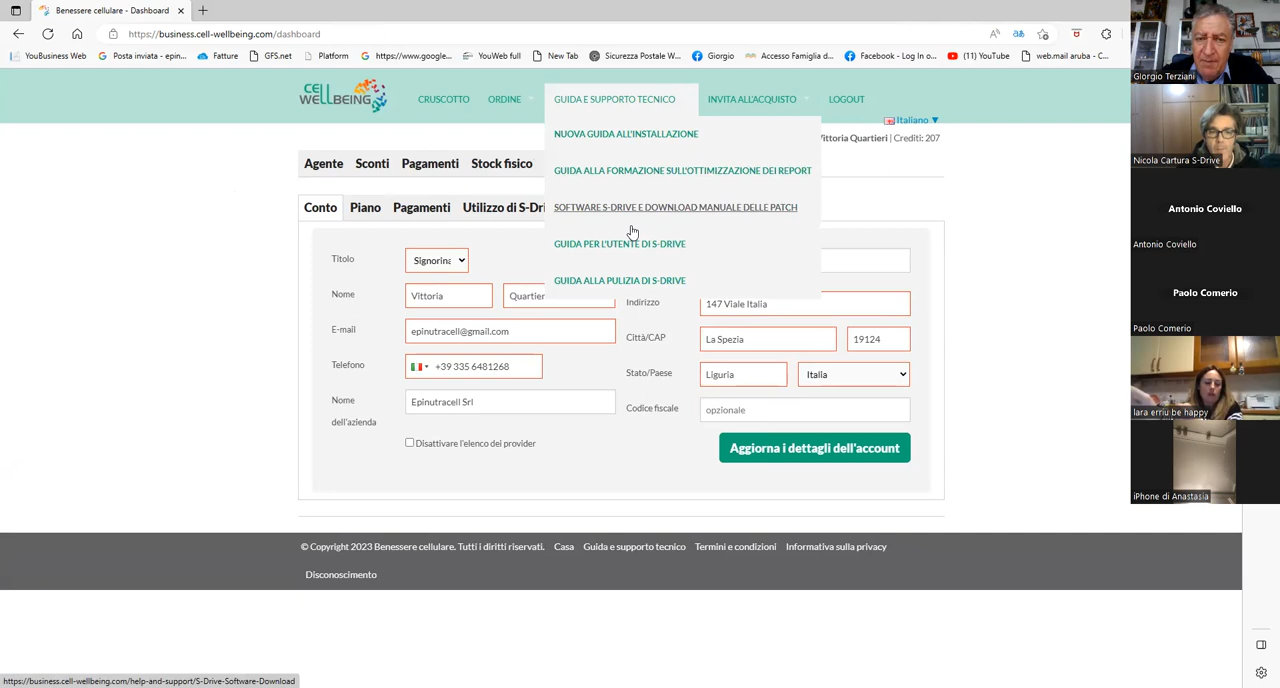 Benessere cellulare - Dashboard
https://business.cell-wellbeing.com/dashboard
YouBusiness Web
Posta inviata - epin...
Fatture
GFS.net
Platform
https://www.google...
YouWeb full
New Tab
Sicurezza Postale W...
Giorgio
Accesso Famiglia d...
Facebook - Log In o...
(11) YouTube
web.mail aruba - C...
CELL WELLBEING
CRUSCOTTO
ORDINE
GUIDA E SUPPORTO TECNICO
INVITA ALL'ACQUISTO
LOGOUT
Italiano ▼
Vittoria Quartieri | Crediti: 207
NUOVA GUIDA ALL'INSTALLAZIONE
GUIDA ALLA FORMAZIONE SULL'OTTIMIZZAZIONE DEI REPORT
SOFTWARE S-DRIVE E DOWNLOAD MANUALE DELLE PATCH
GUIDA PER L'UTENTE DI S-DRIVE
GUIDA ALLA PULIZIA DI S-DRIVE
Agente
Sconti
Pagamenti
Stock fisico
Conto
Piano
Pagamenti
Utilizzo di S-Dri
Titolo
Signorina
Nome
Vittoria
Quartier
Indirizzo
147 Viale Italia
E-mail
epinutracell@gmail.com
Città/CAP
La Spezia
19124
Telefono
+39 335 6481268
Stato/Paese
Liguria
Italia
Nome
dell'azienda
Epinutracell Srl
Codice fiscale
opzionale
Disattivare l'elenco dei provider
Aggiorna i dettagli dell'account
© Copyright 2023 Benessere cellulare. Tutti i diritti riservati.
Casa
Guida e supporto tecnico
Termini e condizioni
Informativa sulla privacy
Disconoscimento
https://business.cell-wellbeing.com/help-and-support/S-Drive-Software-Download
Giorgio Terziani
Nicola Cartura S-Drive
Antonio Coviello
Antonio Coviello
Paolo Comerio
Paolo Comerio
lara erriu be happy
iPhone di Anastasia